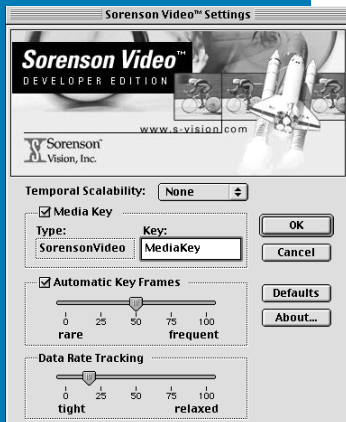 Sorenson Video™ Settings
Sorenson Video™
DEVELOPER EDITION
www.s-vision.com
Sorenson™
Vision, Inc.
Temporal Scalability: None
Media Key
Type: Key:
SorensonVideo MediaKey
OK
Cancel
Automatic Key Frames
0 25 50 75 100
rare frequent
Defaults
About...
Data Rate Tracking
0 25 50 75 100
tight relaxed